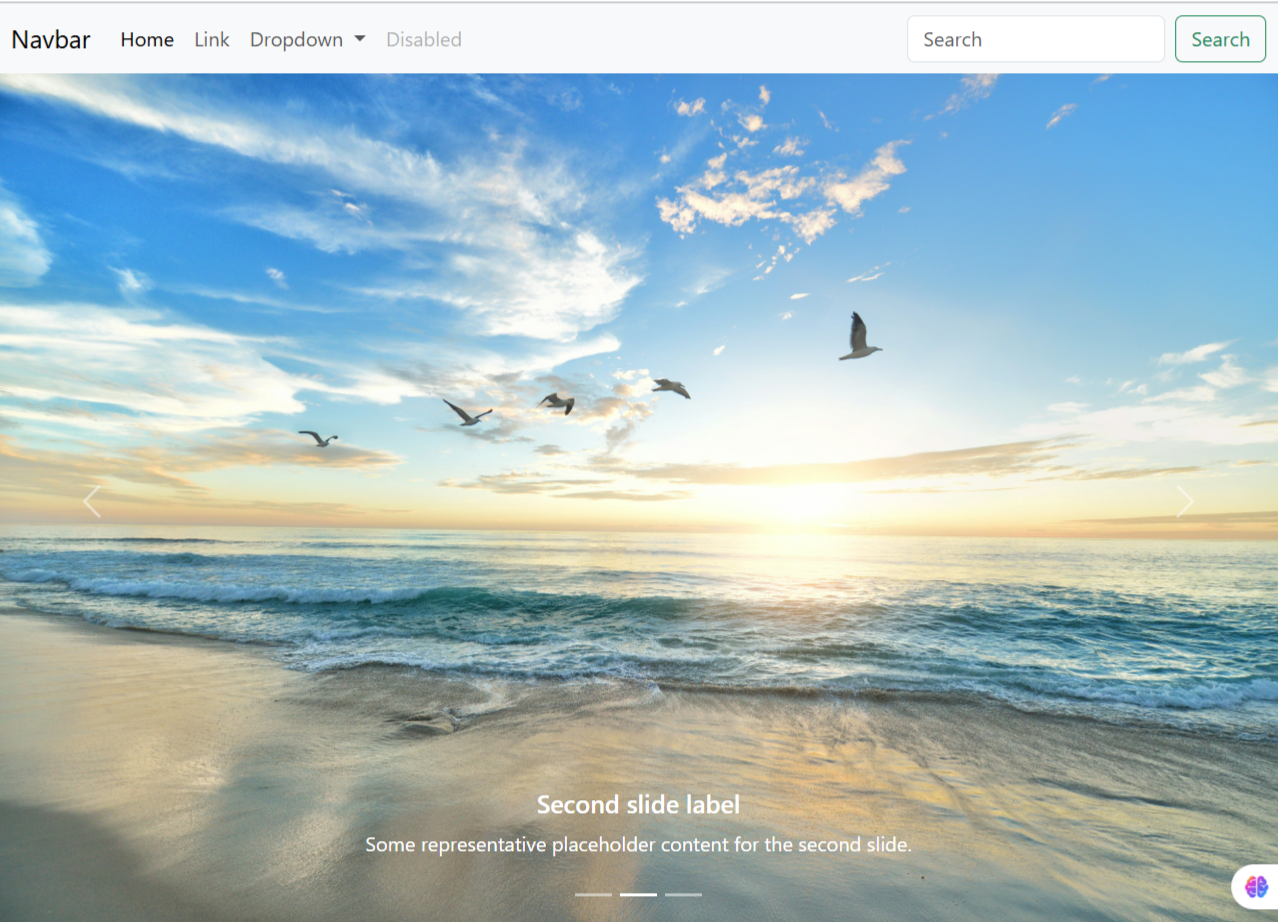 Navbar Home Link Dropdown Disabled Search Search
Second slide label
Some representative placeholder content for the second slide.